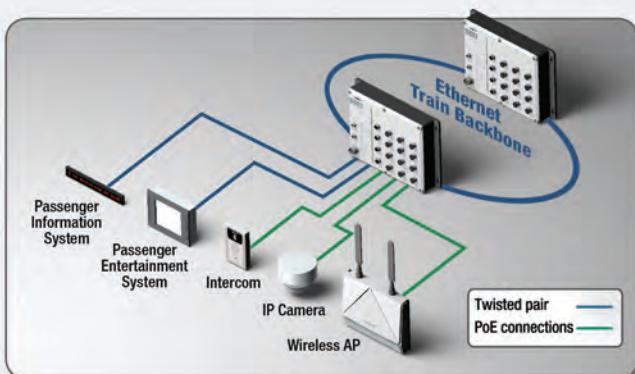 Ethernet
Train Backbone
Passenger
Information
System
Passenger
Entertainment
System
Intercom
IP Camera
Wireless AP
Twisted pair
PoE connections